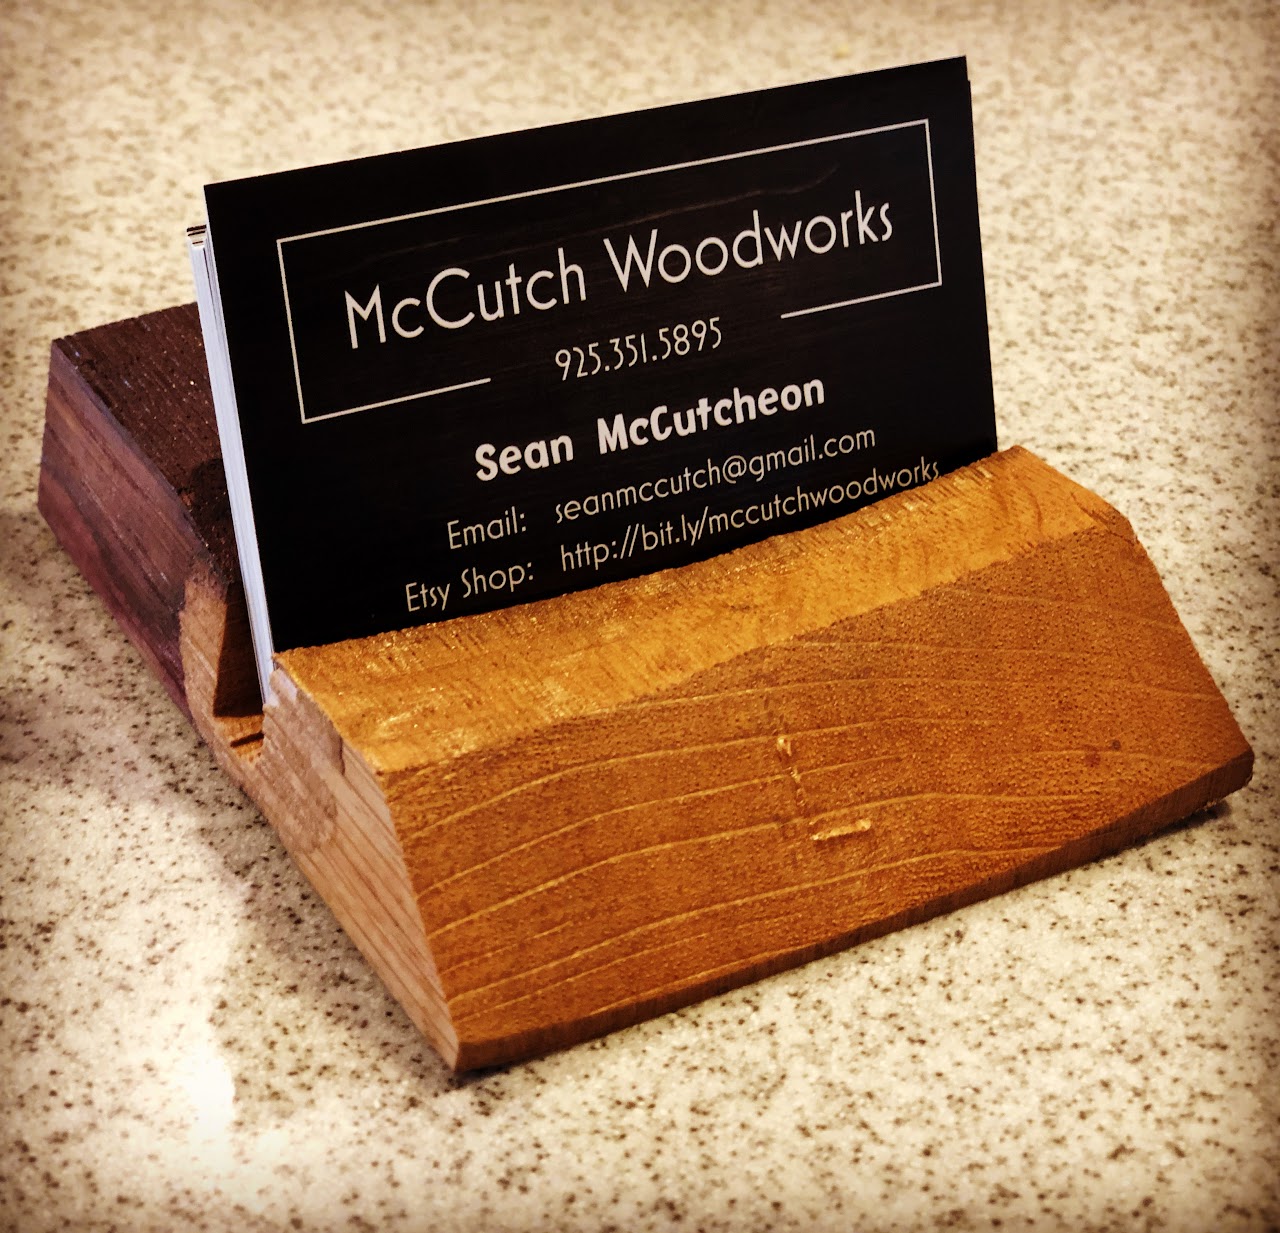 McCutch Woodworks
925.351.5895
Sean McCutcheon
Email: seanmccutch@gmail.com
Etsy Shop: http://bit.ly/mccutchwoodworks